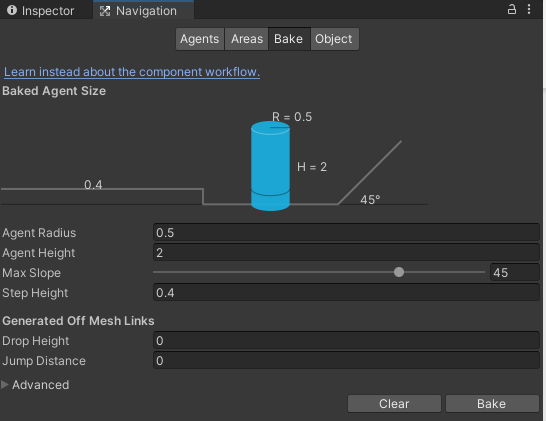 Inspector Navigation
Agents Areas Bake Object
Learn instead about the component workflow.
Baked Agent Size
R = 0.5
H = 2
0.4
45°
Agent Radius 0.5
Agent Height 2
Max Slope 45
Step Height 0.4
Generated Off Mesh Links
Drop Height 0
Jump Distance 0
Advanced
Clear Bake